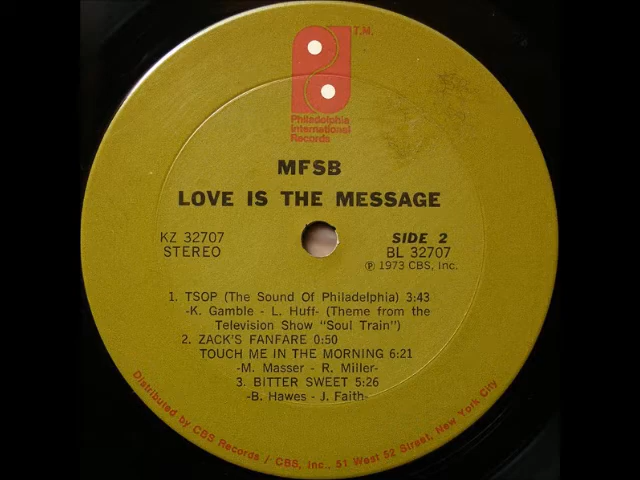 T.M.
Philadelphia
International
Records
MFSB
LOVE IS THE MESSAGE
KZ 32707
STEREO
SIDE 2
BL 32707
℗ 1973 CBS, Inc.
1. TSOP (The Sound Of Philadelphia) 3:43
-K. Gamble - L. Huff- (Theme from the
Television Show "Soul Train")
2. ZACK'S FANFARE 0:50
TOUCH ME IN THE MORNING 6:21
-M. Masser - R. Miller-
3. BITTER SWEET 5:26
-B. Hawes - J. Faith-
Distributed by CBS Records / CBS, Inc., 51 West 52 Street, New York City